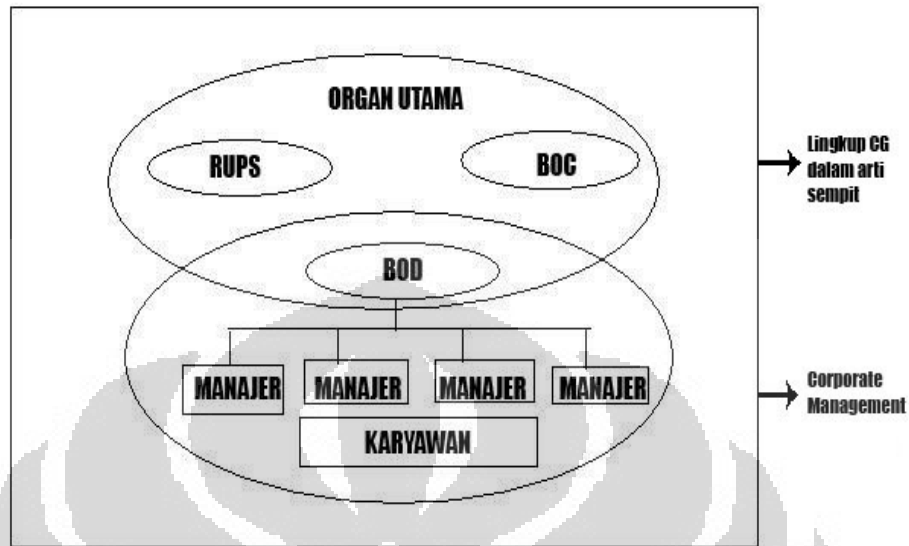 ORGAN UTAMA
RUPS
BOC
Lingkup CG
dalam arti
sempit
BOD
MANAJER
MANAJER
MANAJER
MANAJER
KARYAWAN
Corporate
Management